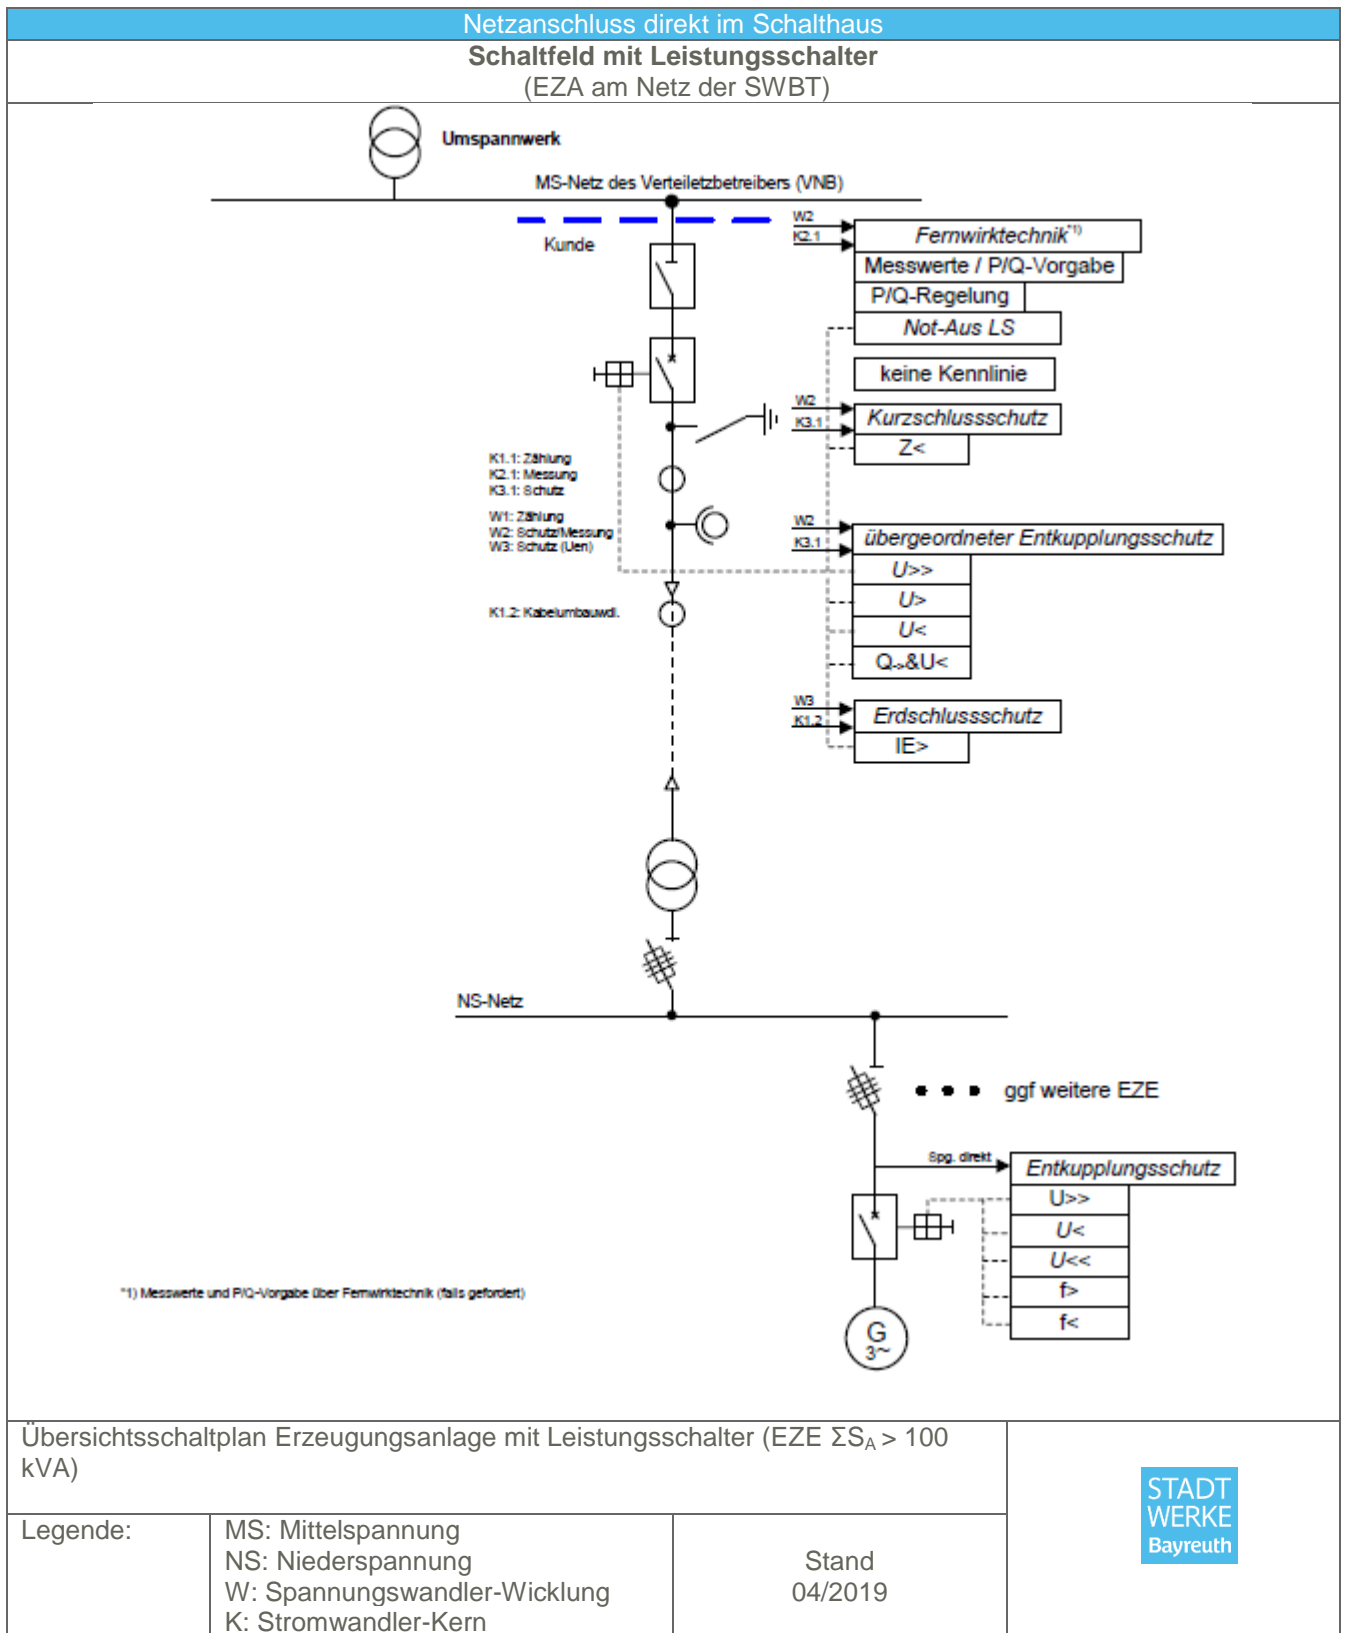 Netzanschluss direkt im Schalthaus
Schaltfeld mit Leistungsschalter
(EZA am Netz der SWBT)
Umspannwerk
MS-Netz des Verteiletzbetreibers (VNB)
Kunde
W2
K2.1
Fernwirktechnik*1)
Messwerte / P/Q-Vorgabe
P/Q-Regelung
Not-Aus LS
keine Kennlinie
W2
K3.1
Kurzschlussschutz
Z<
K1.1: Zählung
K2.1: Messung
K3.1: Schutz
W1: Zählung
W2: Schutz/Messung
W3: Schutz (Uen)
W2
K3.1
übergeordneter Entkupplungsschutz
U>>
U>
U<
Q->&U<
K1.2: Kabelumbauwdl.
W3
K1.2
Erdschlussschutz
IE>
NS-Netz
ggf weitere EZE
Spg. direkt
Entkupplungsschutz
U>>
U<
U<<
f>
f<
G
3~
*1) Messwerte und P/Q-Vorgabe über Fernwirktechnik (falls gefordert)
Übersichtsschaltplan Erzeugungsanlage mit Leistungsschalter (EZE ΣSA > 100
kVA)
Legende:
MS: Mittelspannung
NS: Niederspannung
W: Spannungswandler-Wicklung
K: Stromwandler-Kern
Stand
04/2019
STADT
WERKE
Bayreuth